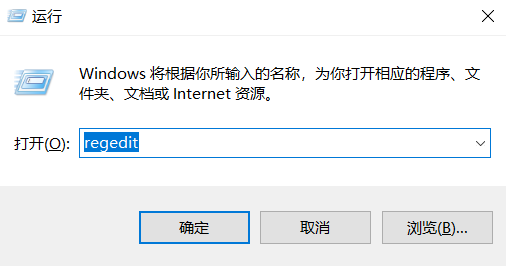 运行
Windows 将根据你所输入的名称，为你打开相应的程序、文
件夹、文档或 Internet 资源。
打开(O): regedit
确定 取消 浏览(B)...